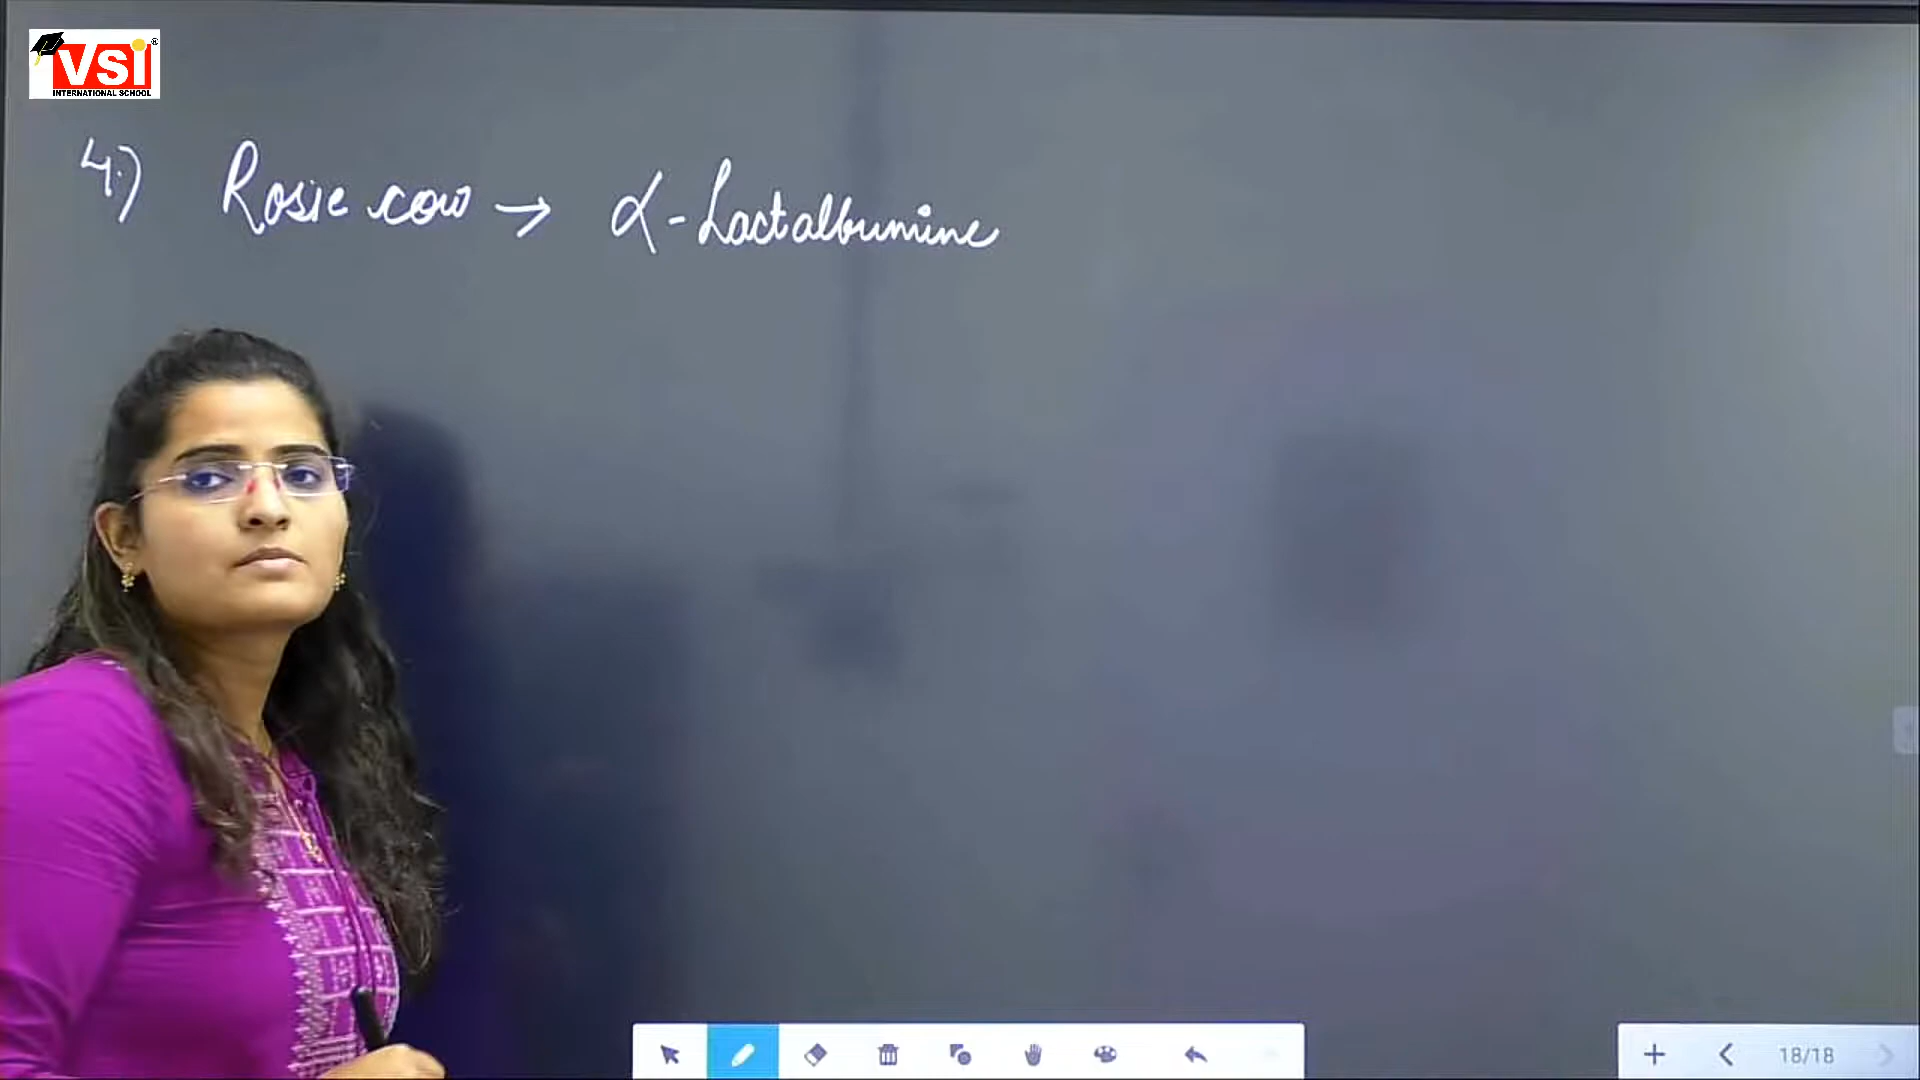 VSI
INTERNATIONAL SCHOOL
4.) Rosie cow → α-Lactalbumine
18/18